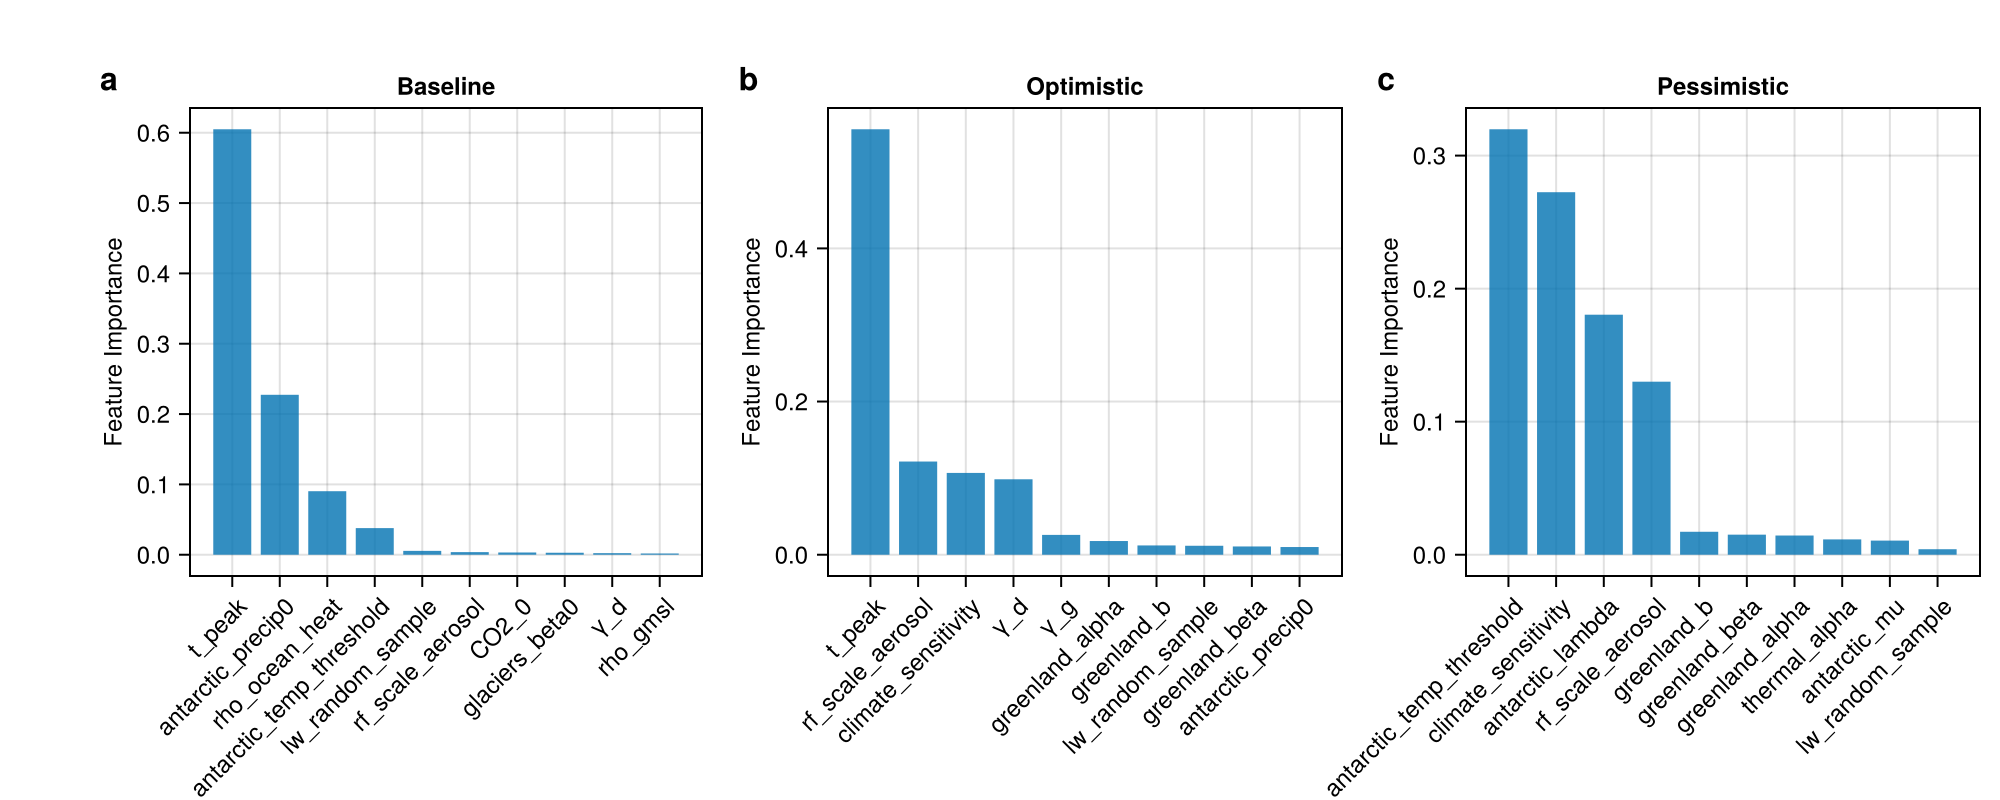 a
Baseline
Feature Importance
0.6
0.5
0.4
0.3
0.2
0.1
0.0
t_peak
antarctic_precip0
rho_ocean_heat
antarctic_temp_threshold
lw_random_sample
rf_scale_aerosol
CO2_0
glaciers_beta0
γ_d
rho_gmsl
b
Optimistic
Feature Importance
0.4
0.2
0.0
t_peak
rf_scale_aerosol
climate_sensitivity
γ_d
γ_g
greenland_alpha
greenland_b
lw_random_sample
greenland_beta
antarctic_precip0
c
Pessimistic
Feature Importance
0.3
0.2
0.1
0.0
antarctic_temp_threshold
climate_sensitivity
antarctic_lambda
rf_scale_aerosol
greenland_b
greenland_beta
greenland_alpha
thermal_alpha
antarctic_mu
lw_random_sample